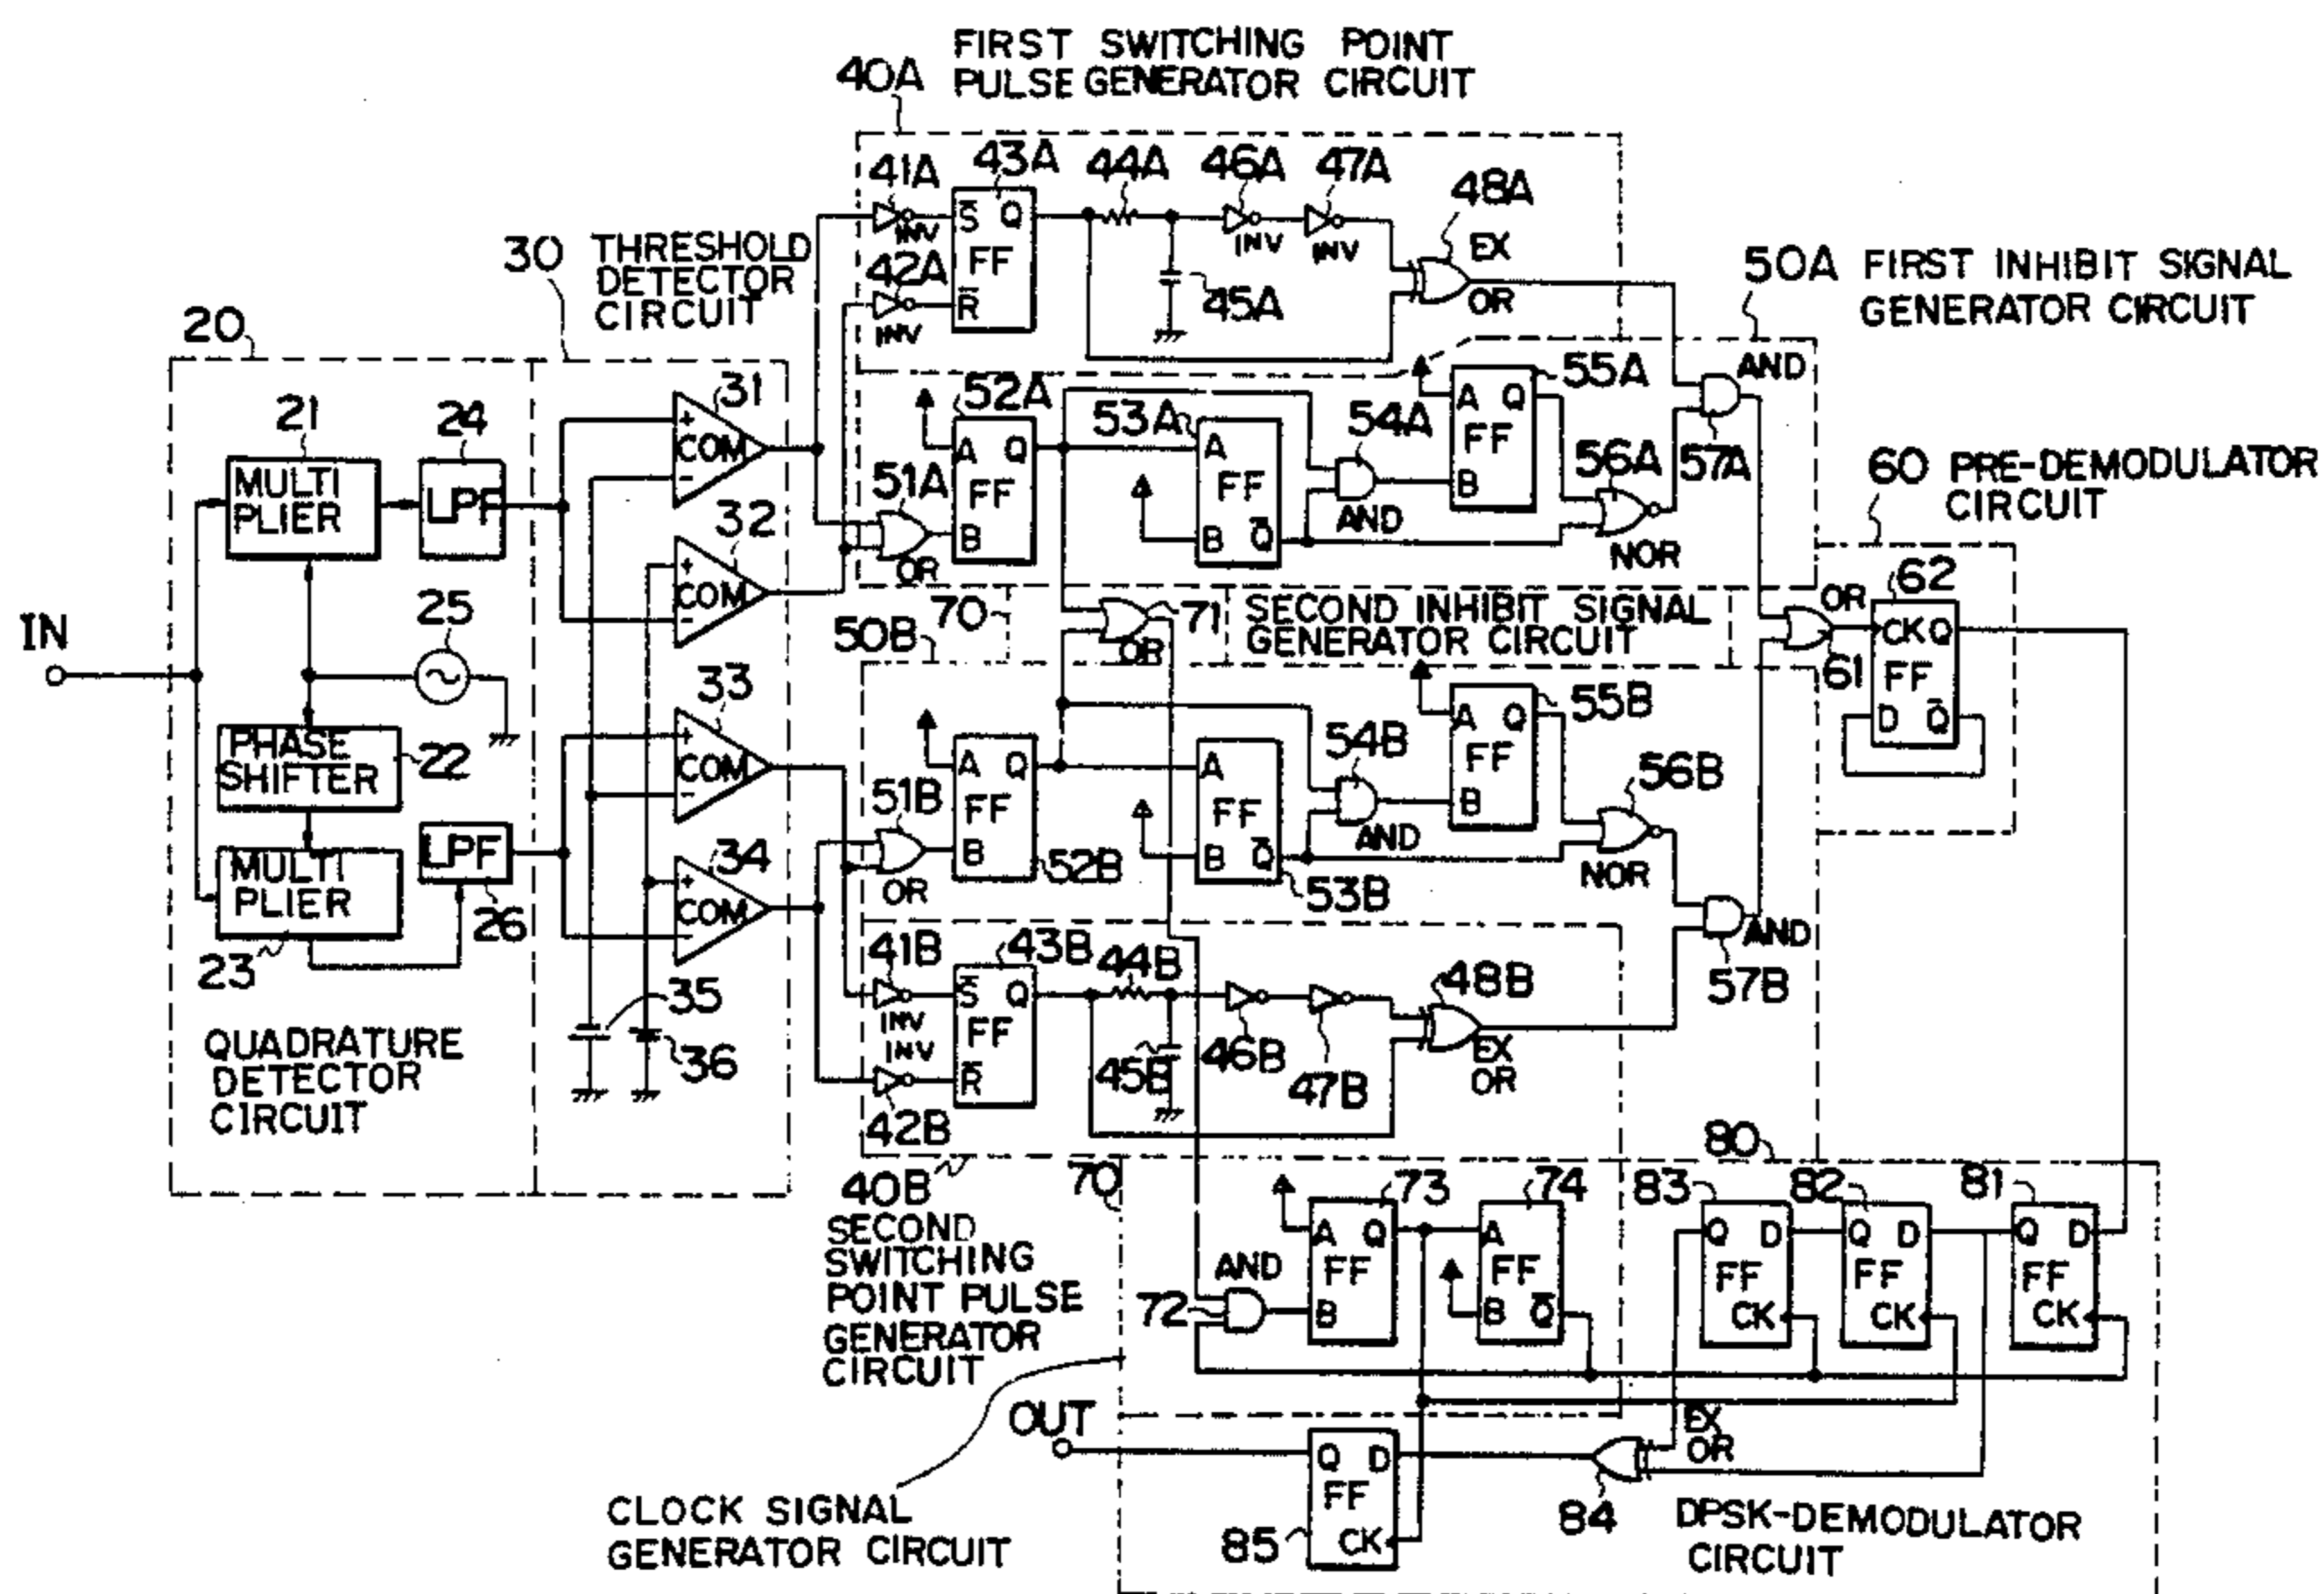 FIRST SWITCHING POINT
PULSE GENERATOR CIRCUIT
40A
41A
INV
42A
INV
43A
S̅ Q
FF
R̅
44A
45A
46A
INV
47A
INV
48A
EX
OR
50A FIRST INHIBIT SIGNAL
GENERATOR CIRCUIT
30 THRESHOLD
DETECTOR
CIRCUIT
20
IN
21
MULTI
PLIER
24
LPF
25
PHASE
SHIFTER
22
MULTI
PLIER
23
LPF
26
QUADRATURE
DETECTOR
CIRCUIT
31
+
COM
-
32
+
COM
-
33
+
COM
-
34
+
COM
-
35
36
51A
OR
52A
A Q
FF
B
53A
A
FF
B Q̅
54A
AND
55A
A Q
FF
B
56A
NOR
57A
AND
60 PRE-DEMODULATOR
CIRCUIT
OR
61
62
CK Q
FF
D Q̅
70
71
OR
50B
SECOND INHIBIT SIGNAL
GENERATOR CIRCUIT
51B
OR
A Q
FF
B
52B
A
FF
B Q̅
53B
54B
AND
55B
A Q
FF
B
56B
NOR
57B
AND
41B
INV
INV
42B
43B
S̅ Q
FF
R̅
44B
45B
46B
47B
48B
EX
OR
40B
SECOND
SWITCHING
POINT PULSE
GENERATOR
CIRCUIT
70
AND
72
73
A Q
FF
B
74
A
FF
B Q̅
80
83
Q D
FF
CK
82
Q D
FF
CK
81
Q D
FF
CK
OUT
Q D
FF
CK
85
EX
OR
84
DPSK-DEMODULATOR
CIRCUIT
CLOCK SIGNAL
GENERATOR CIRCUIT